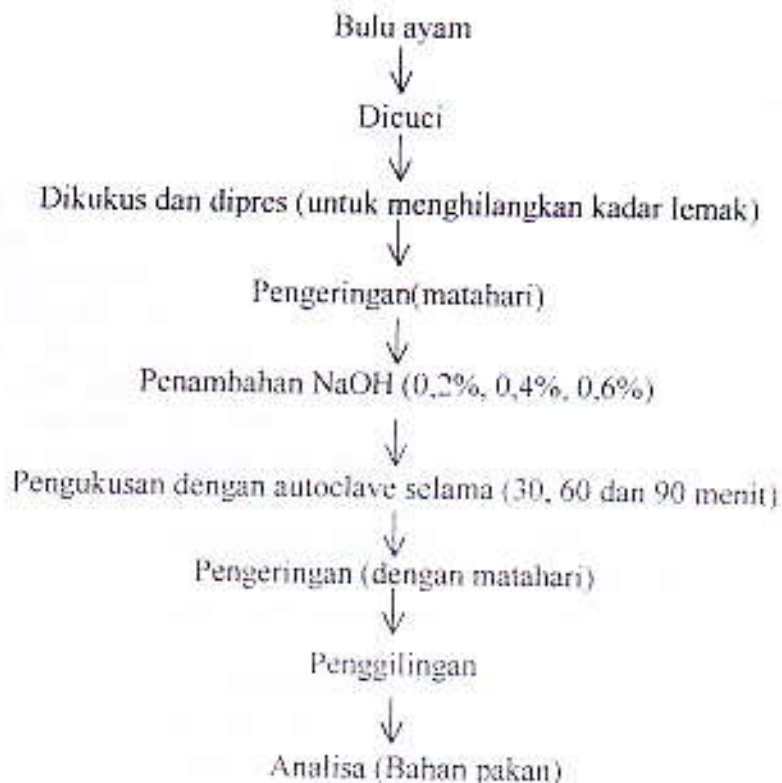 Bulu ayam
Dicuci
Dikukus dan dipres (untuk menghilangkan kadar lemak)
Pengeringan(matahari)
Penambahan NaOH (0,2%, 0,4%, 0,6%)
Pengukusan dengan autoclave selama (30, 60 dan 90 menit)
Pengeringan (dengan matahari)
Penggilingan
Analisa (Bahan pakan)